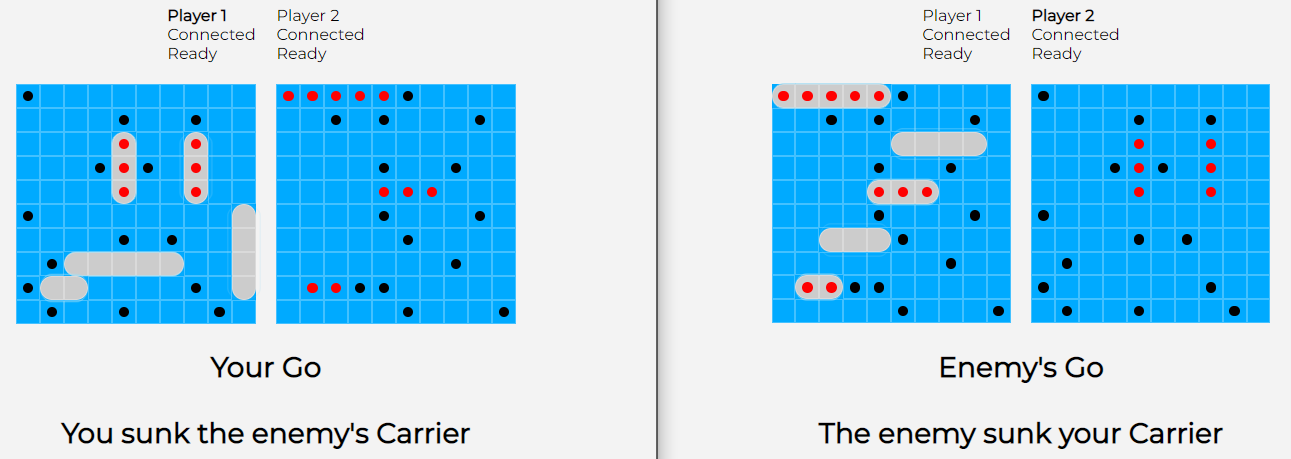 Player 1
Connected
Ready
Player 2
Connected
Ready
Your Go
You sunk the enemy's Carrier
Player 1
Connected
Ready
Player 2
Connected
Ready
Enemy's Go
The enemy sunk your Carrier